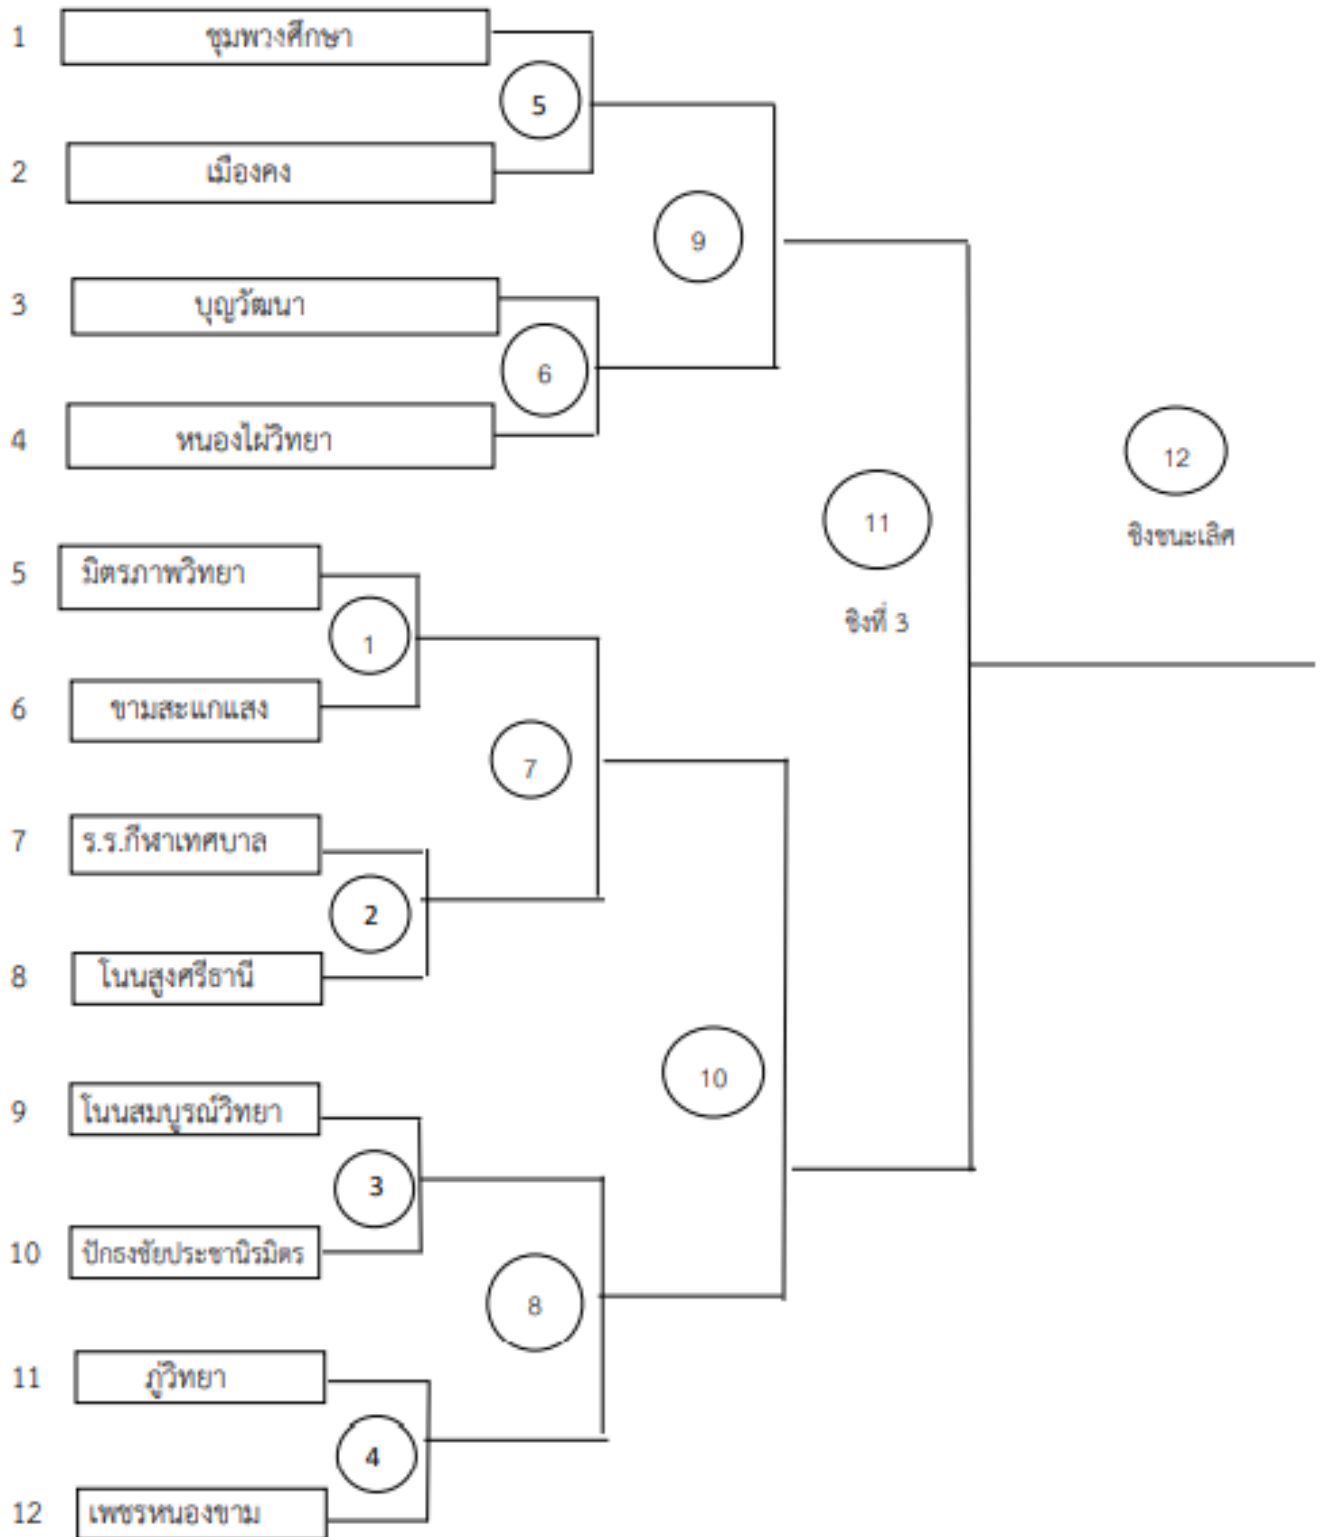 1 ชุมพวงศึกษา
5
2 เมืองคง
9
3 บุญวัฒนา
6
4 หนองไผ่วิทยา
12
11
ชิงชนะเลิศ
5 มิตรภาพวิทยา
ชิงที่ 3
1
6 ขามสะแกแสง
7
7 ร.ร.กีฬาเทศบาล
2
8 โนนสูงศรีธานี
10
9 โนนสมบูรณ์วิทยา
3
10 ปักธงชัยประชานิรมิตร
8
11 ภู่วิทยา
4
12 เพชรหนองขาม